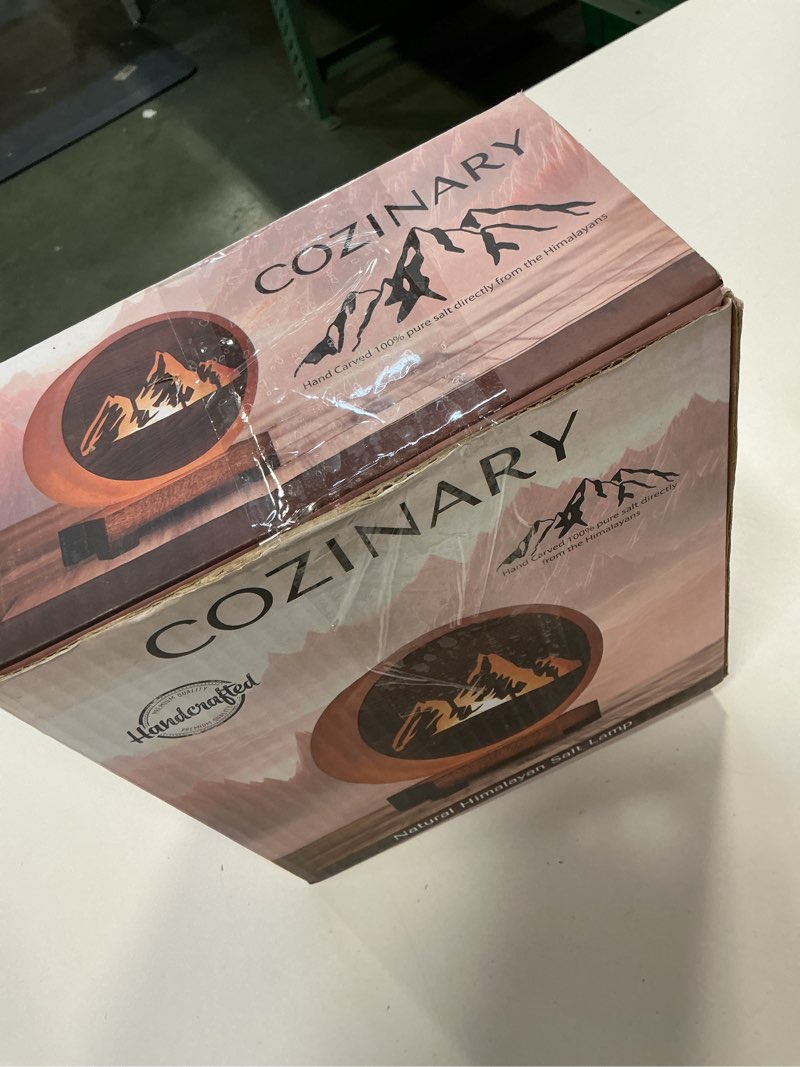 COZINARY
Hand Carved 100% pure salt directly from the Himalayans
COZINARY
Hand Carved 100% pure salt directly
from the Himalayans
PREMIUM QUALITY
Handcrafted
PREMIUM QUALITY
Natural Himalayan Salt Lamp